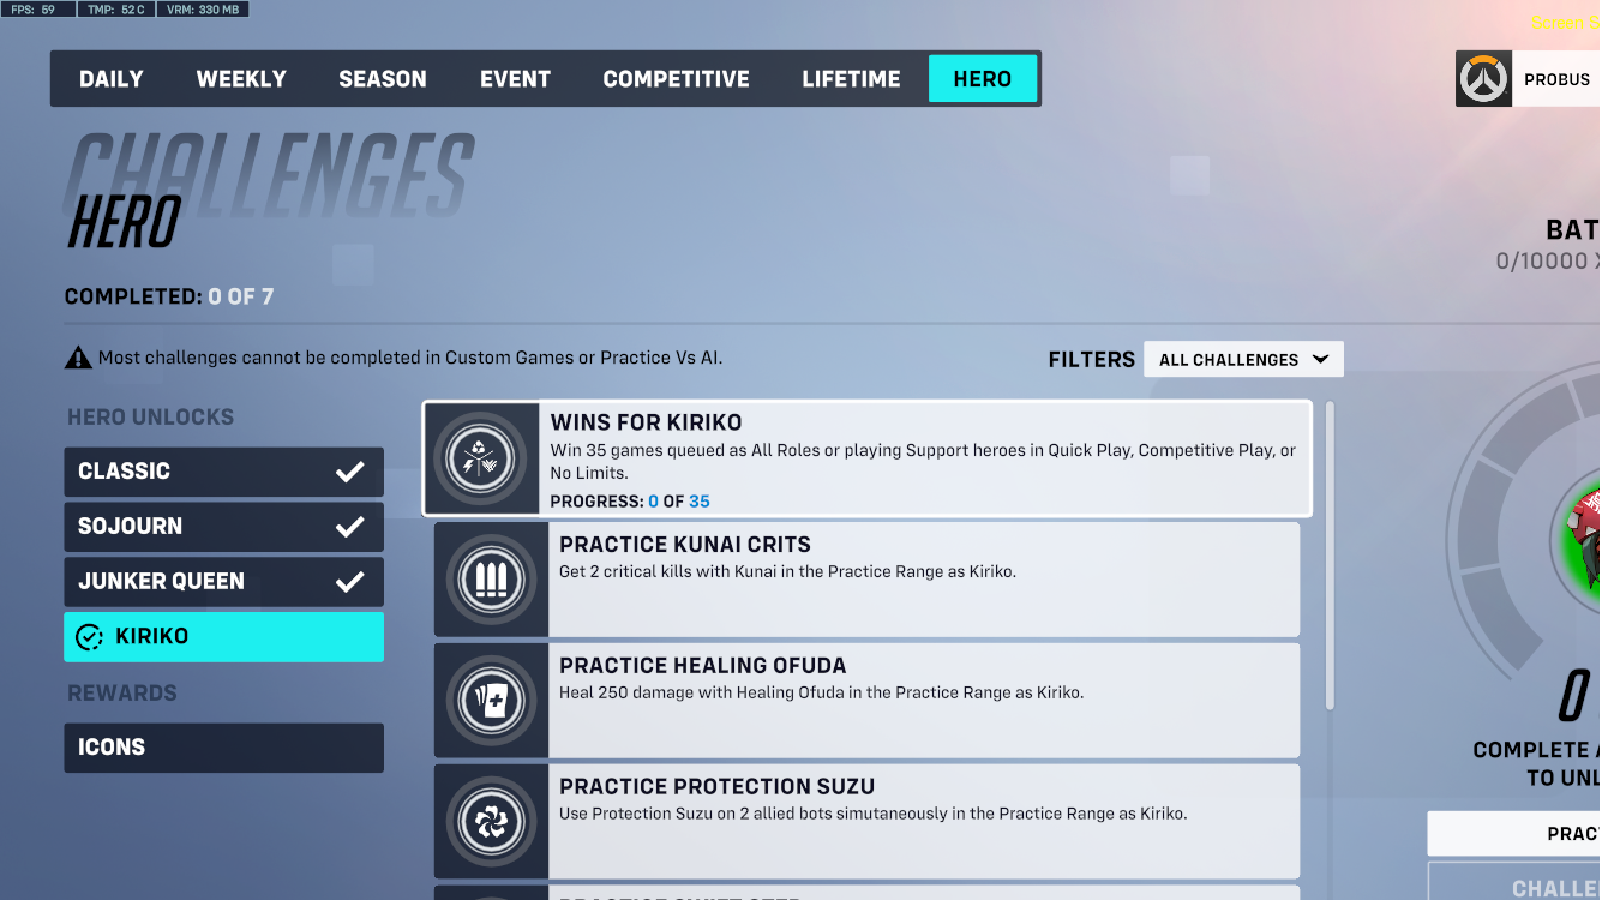 FPS: 59 TMP: 52 C VRM: 330 MB
Screen S
DAILY WEEKLY SEASON EVENT COMPETITIVE LIFETIME HERO
PROBUS
CHALLENGES
HERO
BAT
0/10000 X
COMPLETED: 0 OF 7
Most challenges cannot be completed in Custom Games or Practice Vs AI.
FILTERS ALL CHALLENGES
HERO UNLOCKS
CLASSIC
SOJOURN
JUNKER QUEEN
KIRIKO
REWARDS
ICONS
WINS FOR KIRIKO
Win 35 games queued as All Roles or playing Support heroes in Quick Play, Competitive Play, or
No Limits.
PROGRESS: 0 OF 35
PRACTICE KUNAI CRITS
Get 2 critical kills with Kunai in the Practice Range as Kiriko.
PRACTICE HEALING OFUDA
Heal 250 damage with Healing Ofuda in the Practice Range as Kiriko.
PRACTICE PROTECTION SUZU
Use Protection Suzu on 2 allied bots simutaneously in the Practice Range as Kiriko.
0
COMPLETE A
TO UNL
PRAC
CHALLE